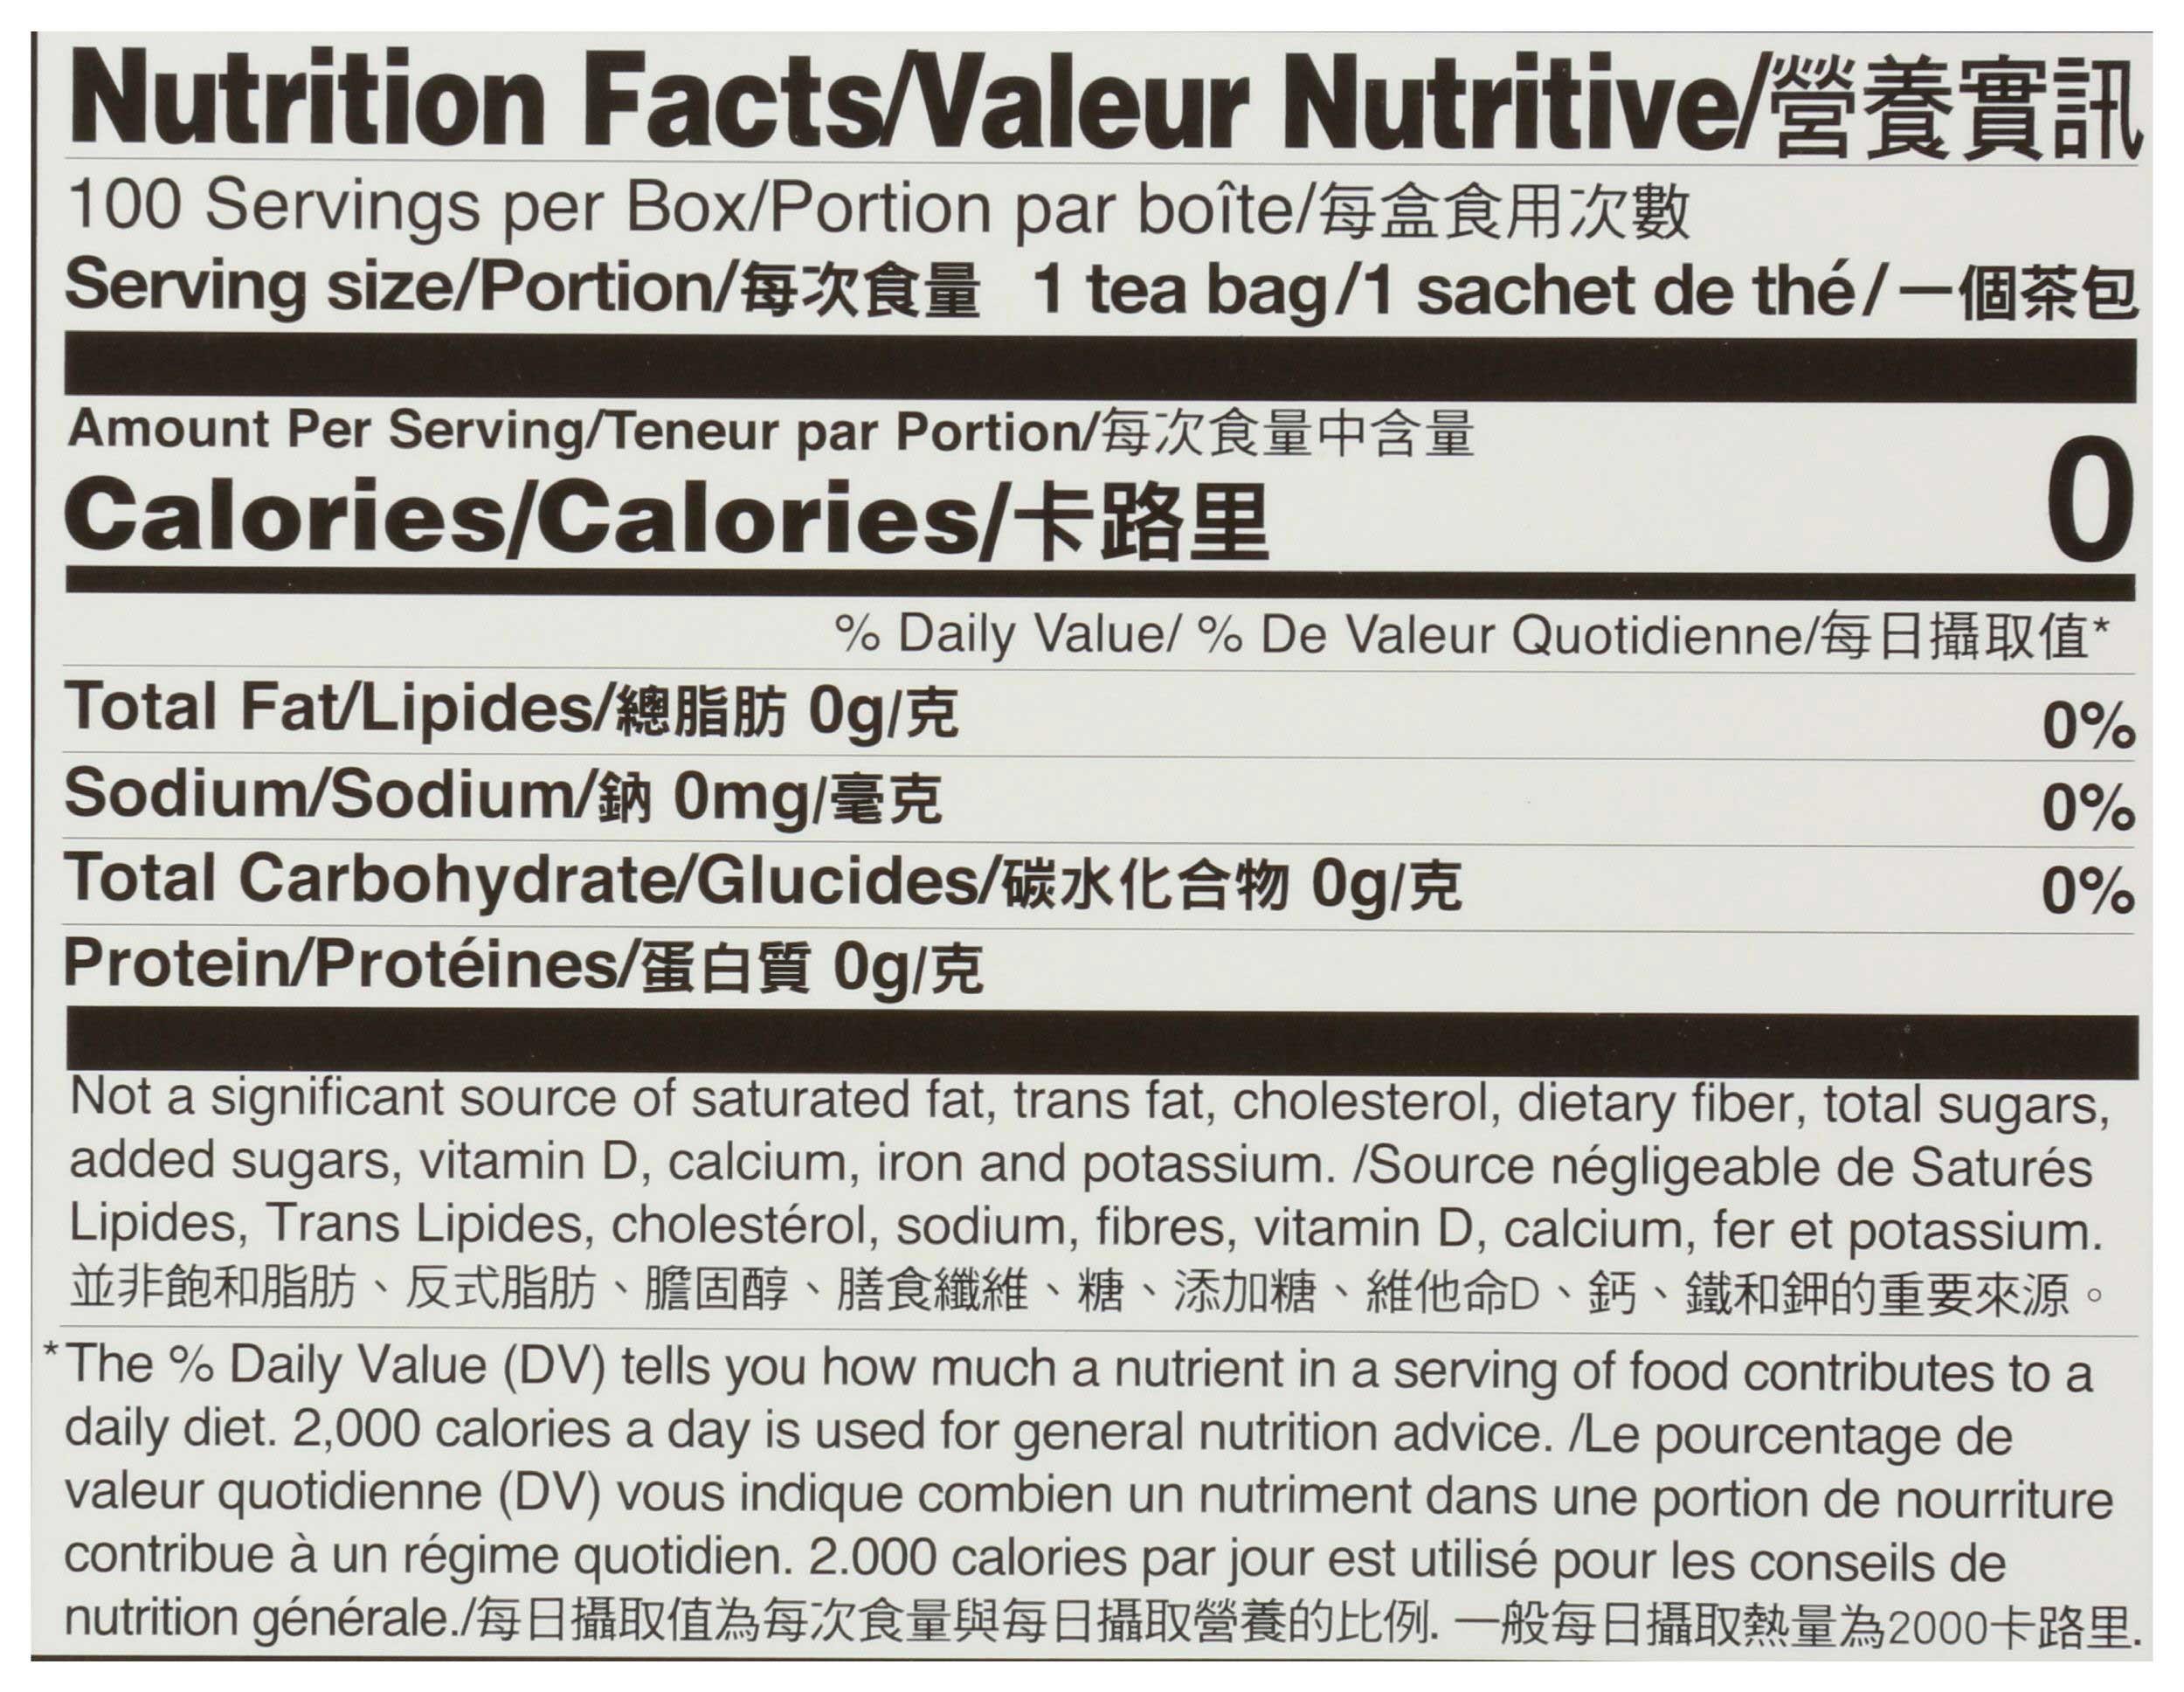 Nutrition Facts/Valeur Nutritive/營養實訊
100 Servings per Box/Portion par boîte/每盒食用次數
Serving size/Portion/每次食量 1 tea bag/1 sachet de thé/一個茶包
Amount Per Serving/Teneur par Portion/每次食量中含量
Calories/Calories/卡路里 0
% Daily Value/ % De Valeur Quotidienne/每日攝取值*
Total Fat/Lipides/總脂肪 0g/克 0%
Sodium/Sodium/鈉 0mg/毫克 0%
Total Carbohydrate/Glucides/碳水化合物 0g/克 0%
Protein/Protéines/蛋白質 0g/克
Not a significant source of saturated fat, trans fat, cholesterol, dietary fiber, total sugars,
added sugars, vitamin D, calcium, iron and potassium. /Source négligeable de Saturés
Lipides, Trans Lipides, cholestérol, sodium, fibres, vitamin D, calcium, fer et potassium.
並非飽和脂肪、反式脂肪、膽固醇、膳食纖維、糖、添加糖、維他命D、鈣、鐵和鉀的重要來源。
*The % Daily Value (DV) tells you how much a nutrient in a serving of food contributes to a
daily diet. 2,000 calories a day is used for general nutrition advice. /Le pourcentage de
valeur quotidienne (DV) vous indique combien un nutriment dans une portion de nourriture
contribue à un régime quotidien. 2.000 calories par jour est utilisé pour les conseils de
nutrition générale./每日攝取值為每次食量與每日攝取營養的比例. 一般每日攝取熱量為2000卡路里.